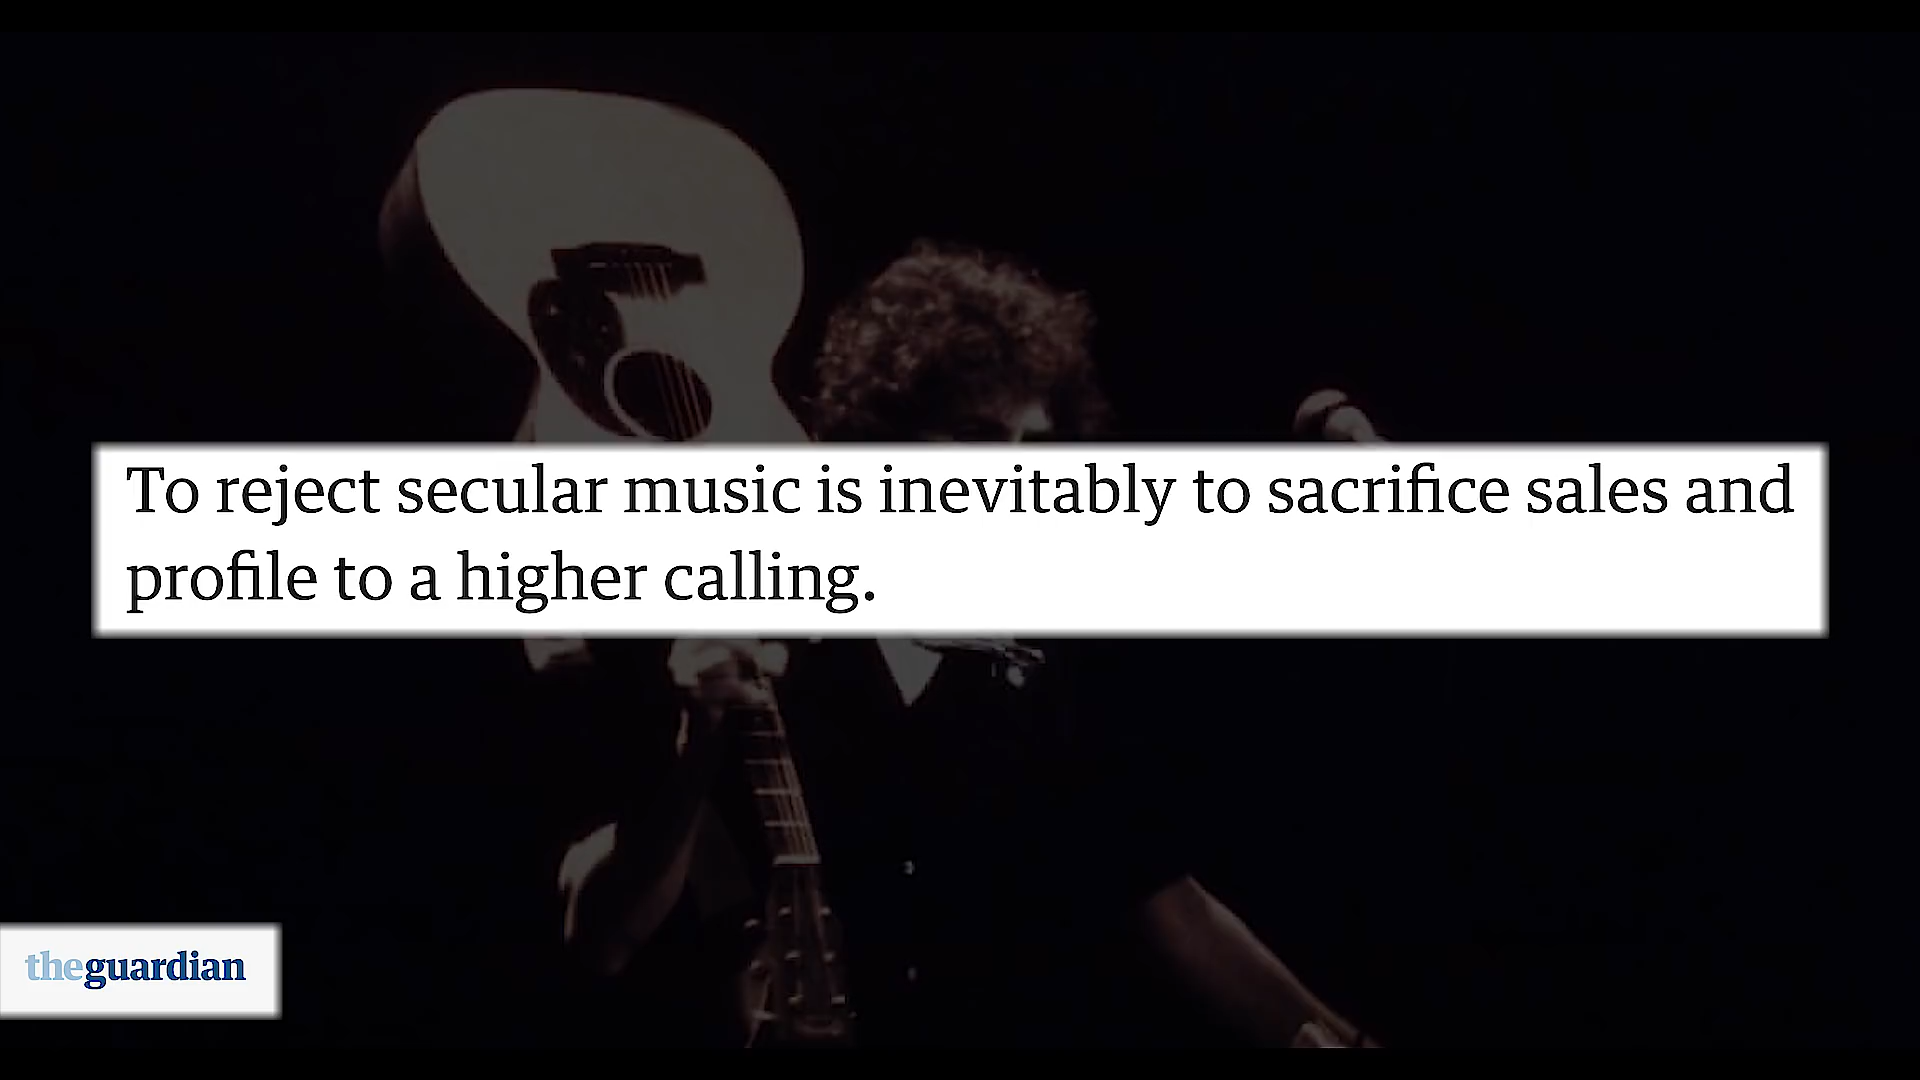 To reject secular music is inevitably to sacrifice sales and
profile to a higher calling.
theguardian